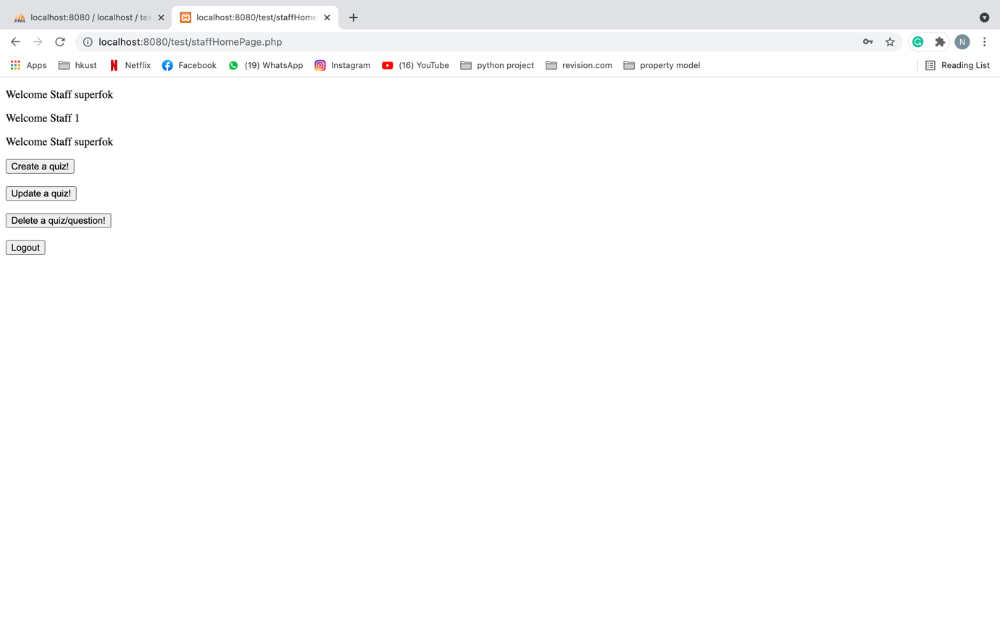 PMA localhost:8080 / localhost / tes localhost:8080/test/staffHome
localhost:8080/test/staffHomePage.php N
Apps hkust Netflix Facebook (19) WhatsApp Instagram (16) YouTube python project revision.com property model Reading List
Welcome Staff superfok
Welcome Staff 1
Welcome Staff superfok
Create a quiz!
Update a quiz!
Delete a quiz/question!
Logout